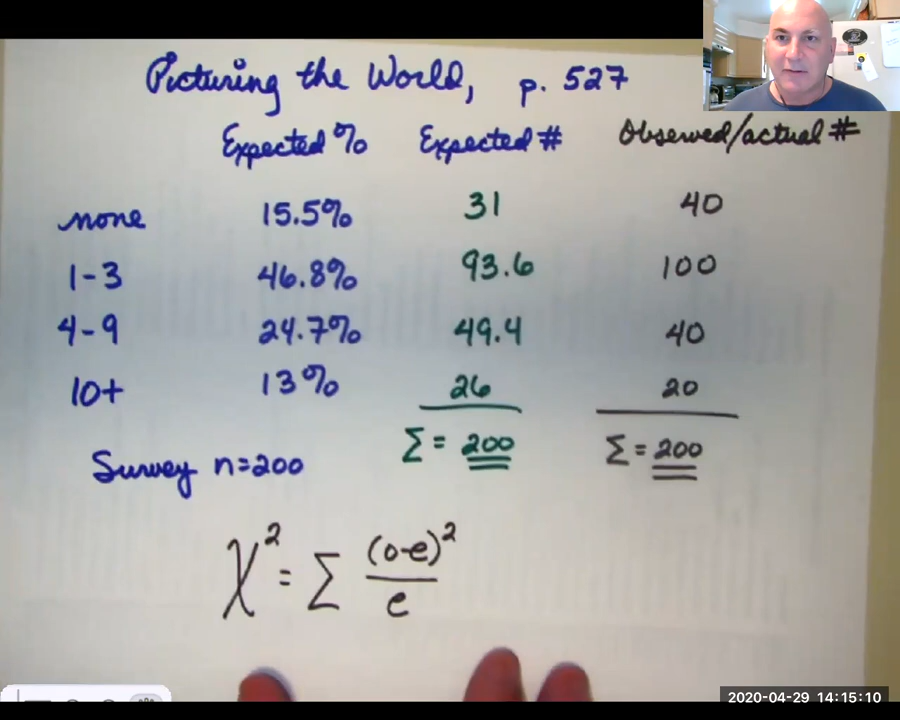 Picturing the World, p. 527
Expected % Expected # Observed/actual #
none 15.5% 31 40
1-3 46.8% 93.6 100
4-9 24.7% 49.4 40
10+ 13% 26 20
Σ = 200 Σ = 200
Survey n=200
χ² = Σ (o-e)²
e
2020-04-29 14:15:10